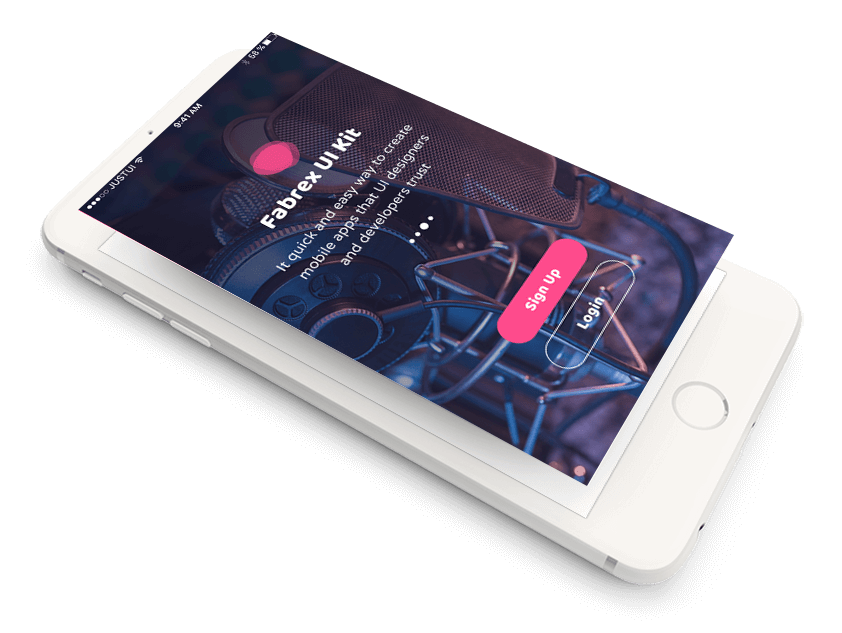 JUSTUI 9:41 AM 58 %
Fabrex UI Kit
It quick and easy way to create
mobile apps that UI designers
and developers trust
Sign Up
Login